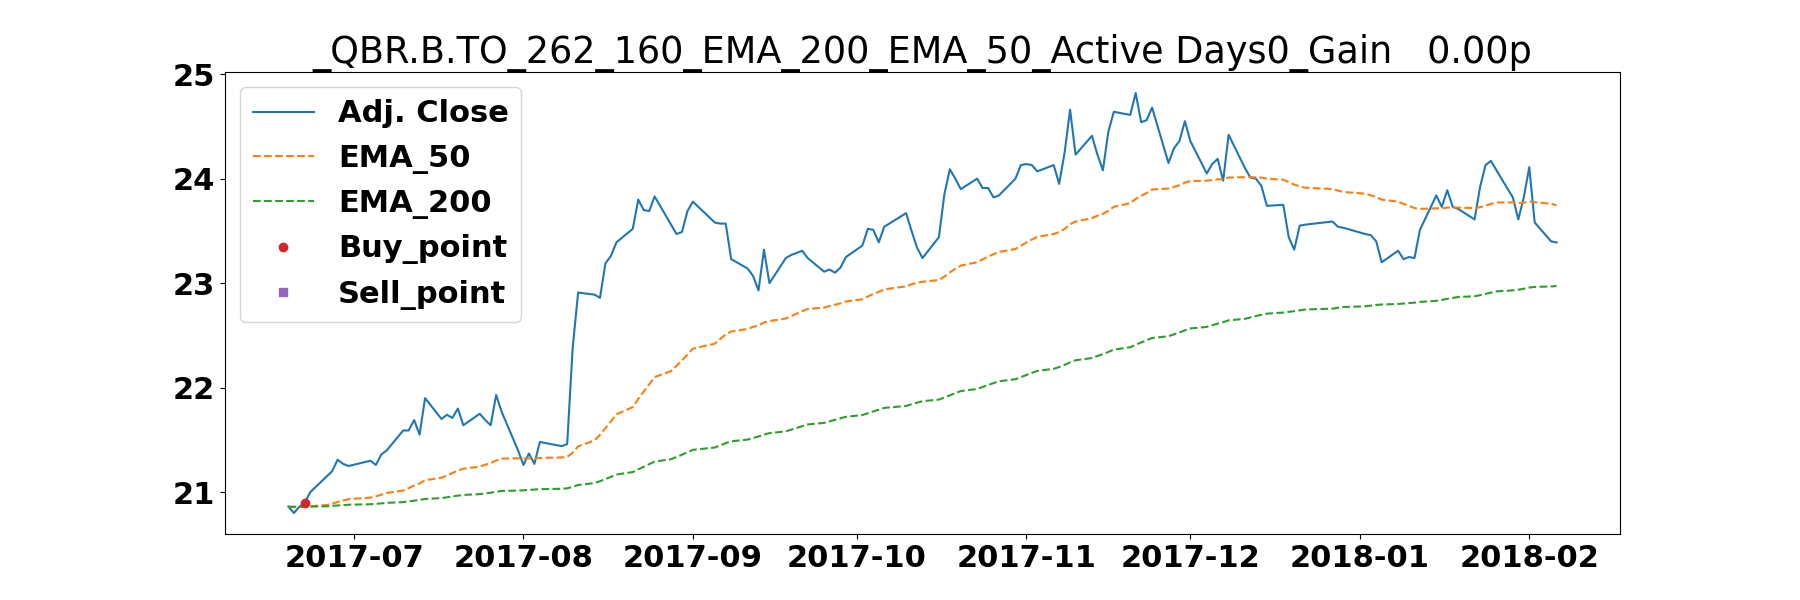 _QBR.B.TO_262_160_EMA_200_EMA_50_Active Days0_Gain   0.00p
25
24
23
22
21
Adj. Close
EMA_50
EMA_200
Buy_point
Sell_point
2017-07 2017-08 2017-09 2017-10 2017-11 2017-12 2018-01 2018-02